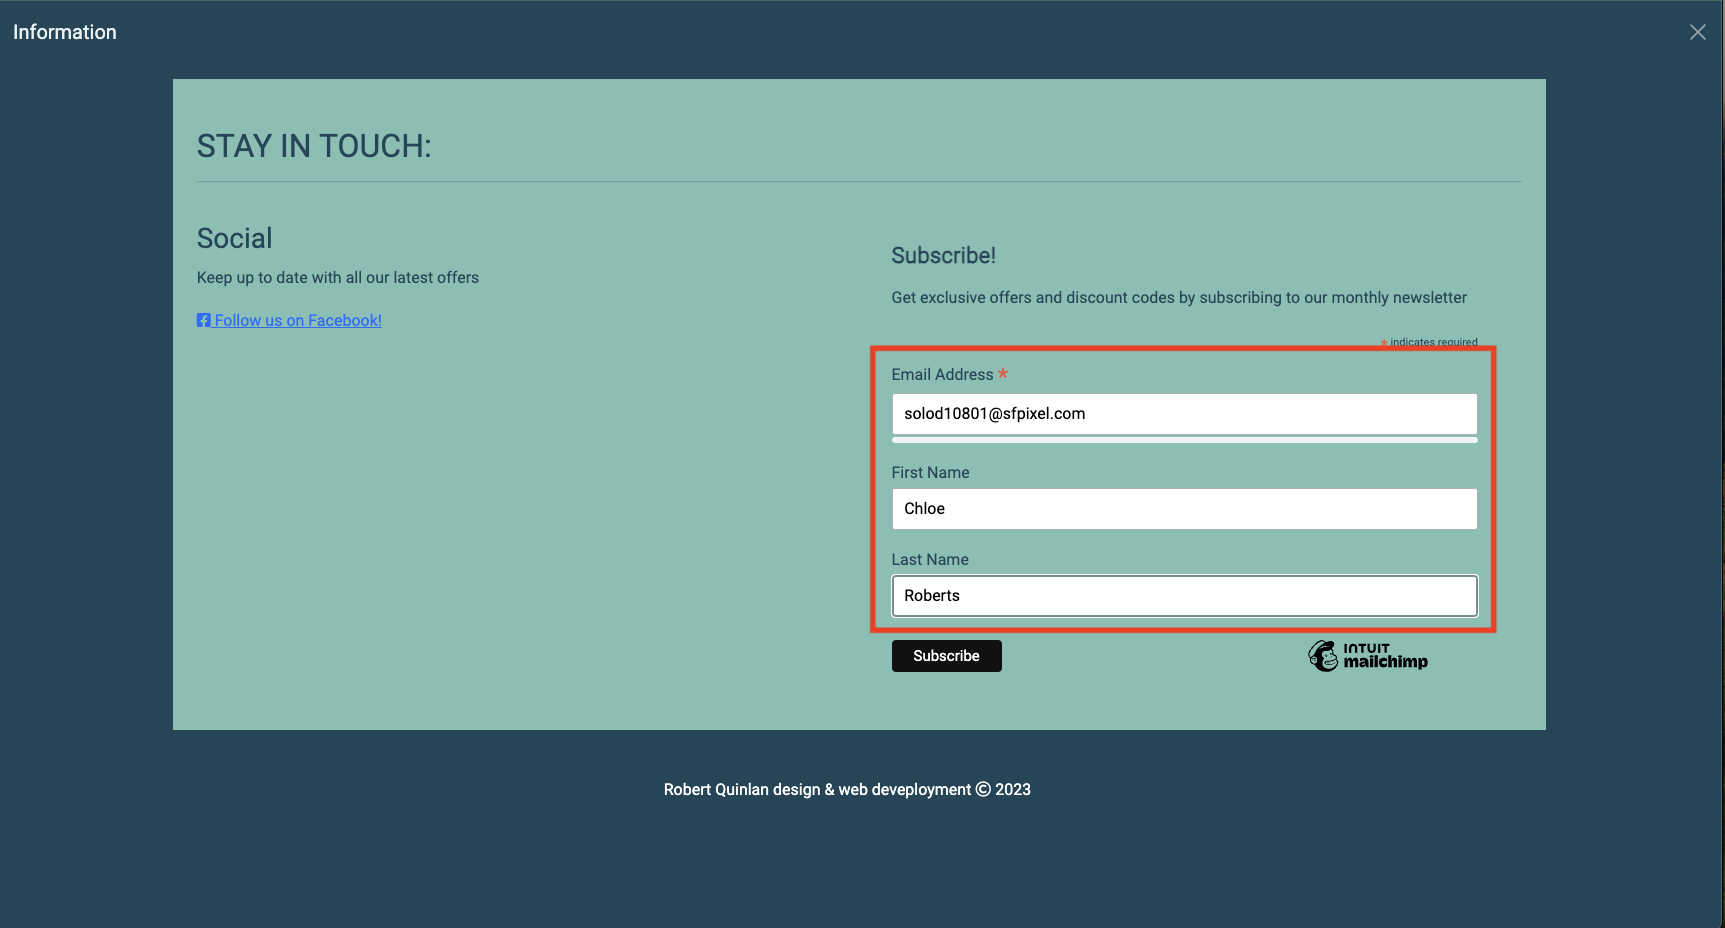 Information
STAY IN TOUCH:
Social
Keep up to date with all our latest offers
Follow us on Facebook!
Subscribe!
Get exclusive offers and discount codes by subscribing to our monthly newsletter
* indicates required
Email Address *
solod10801@sfpixel.com
First Name
Chloe
Last Name
Roberts
Subscribe
INTUIT
mailchimp
Robert Quinlan design & web deveployment © 2023